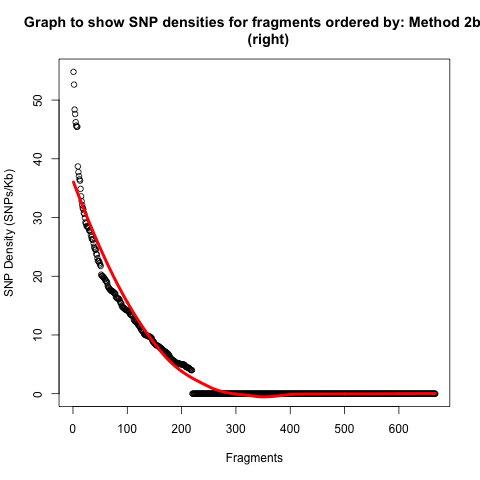 Graph to show SNP densities for fragments ordered by: Method 2b
(right)
SNP Density (SNPs/Kb)
50
40
30
20
10
0
0 100 200 300 400 500 600
Fragments